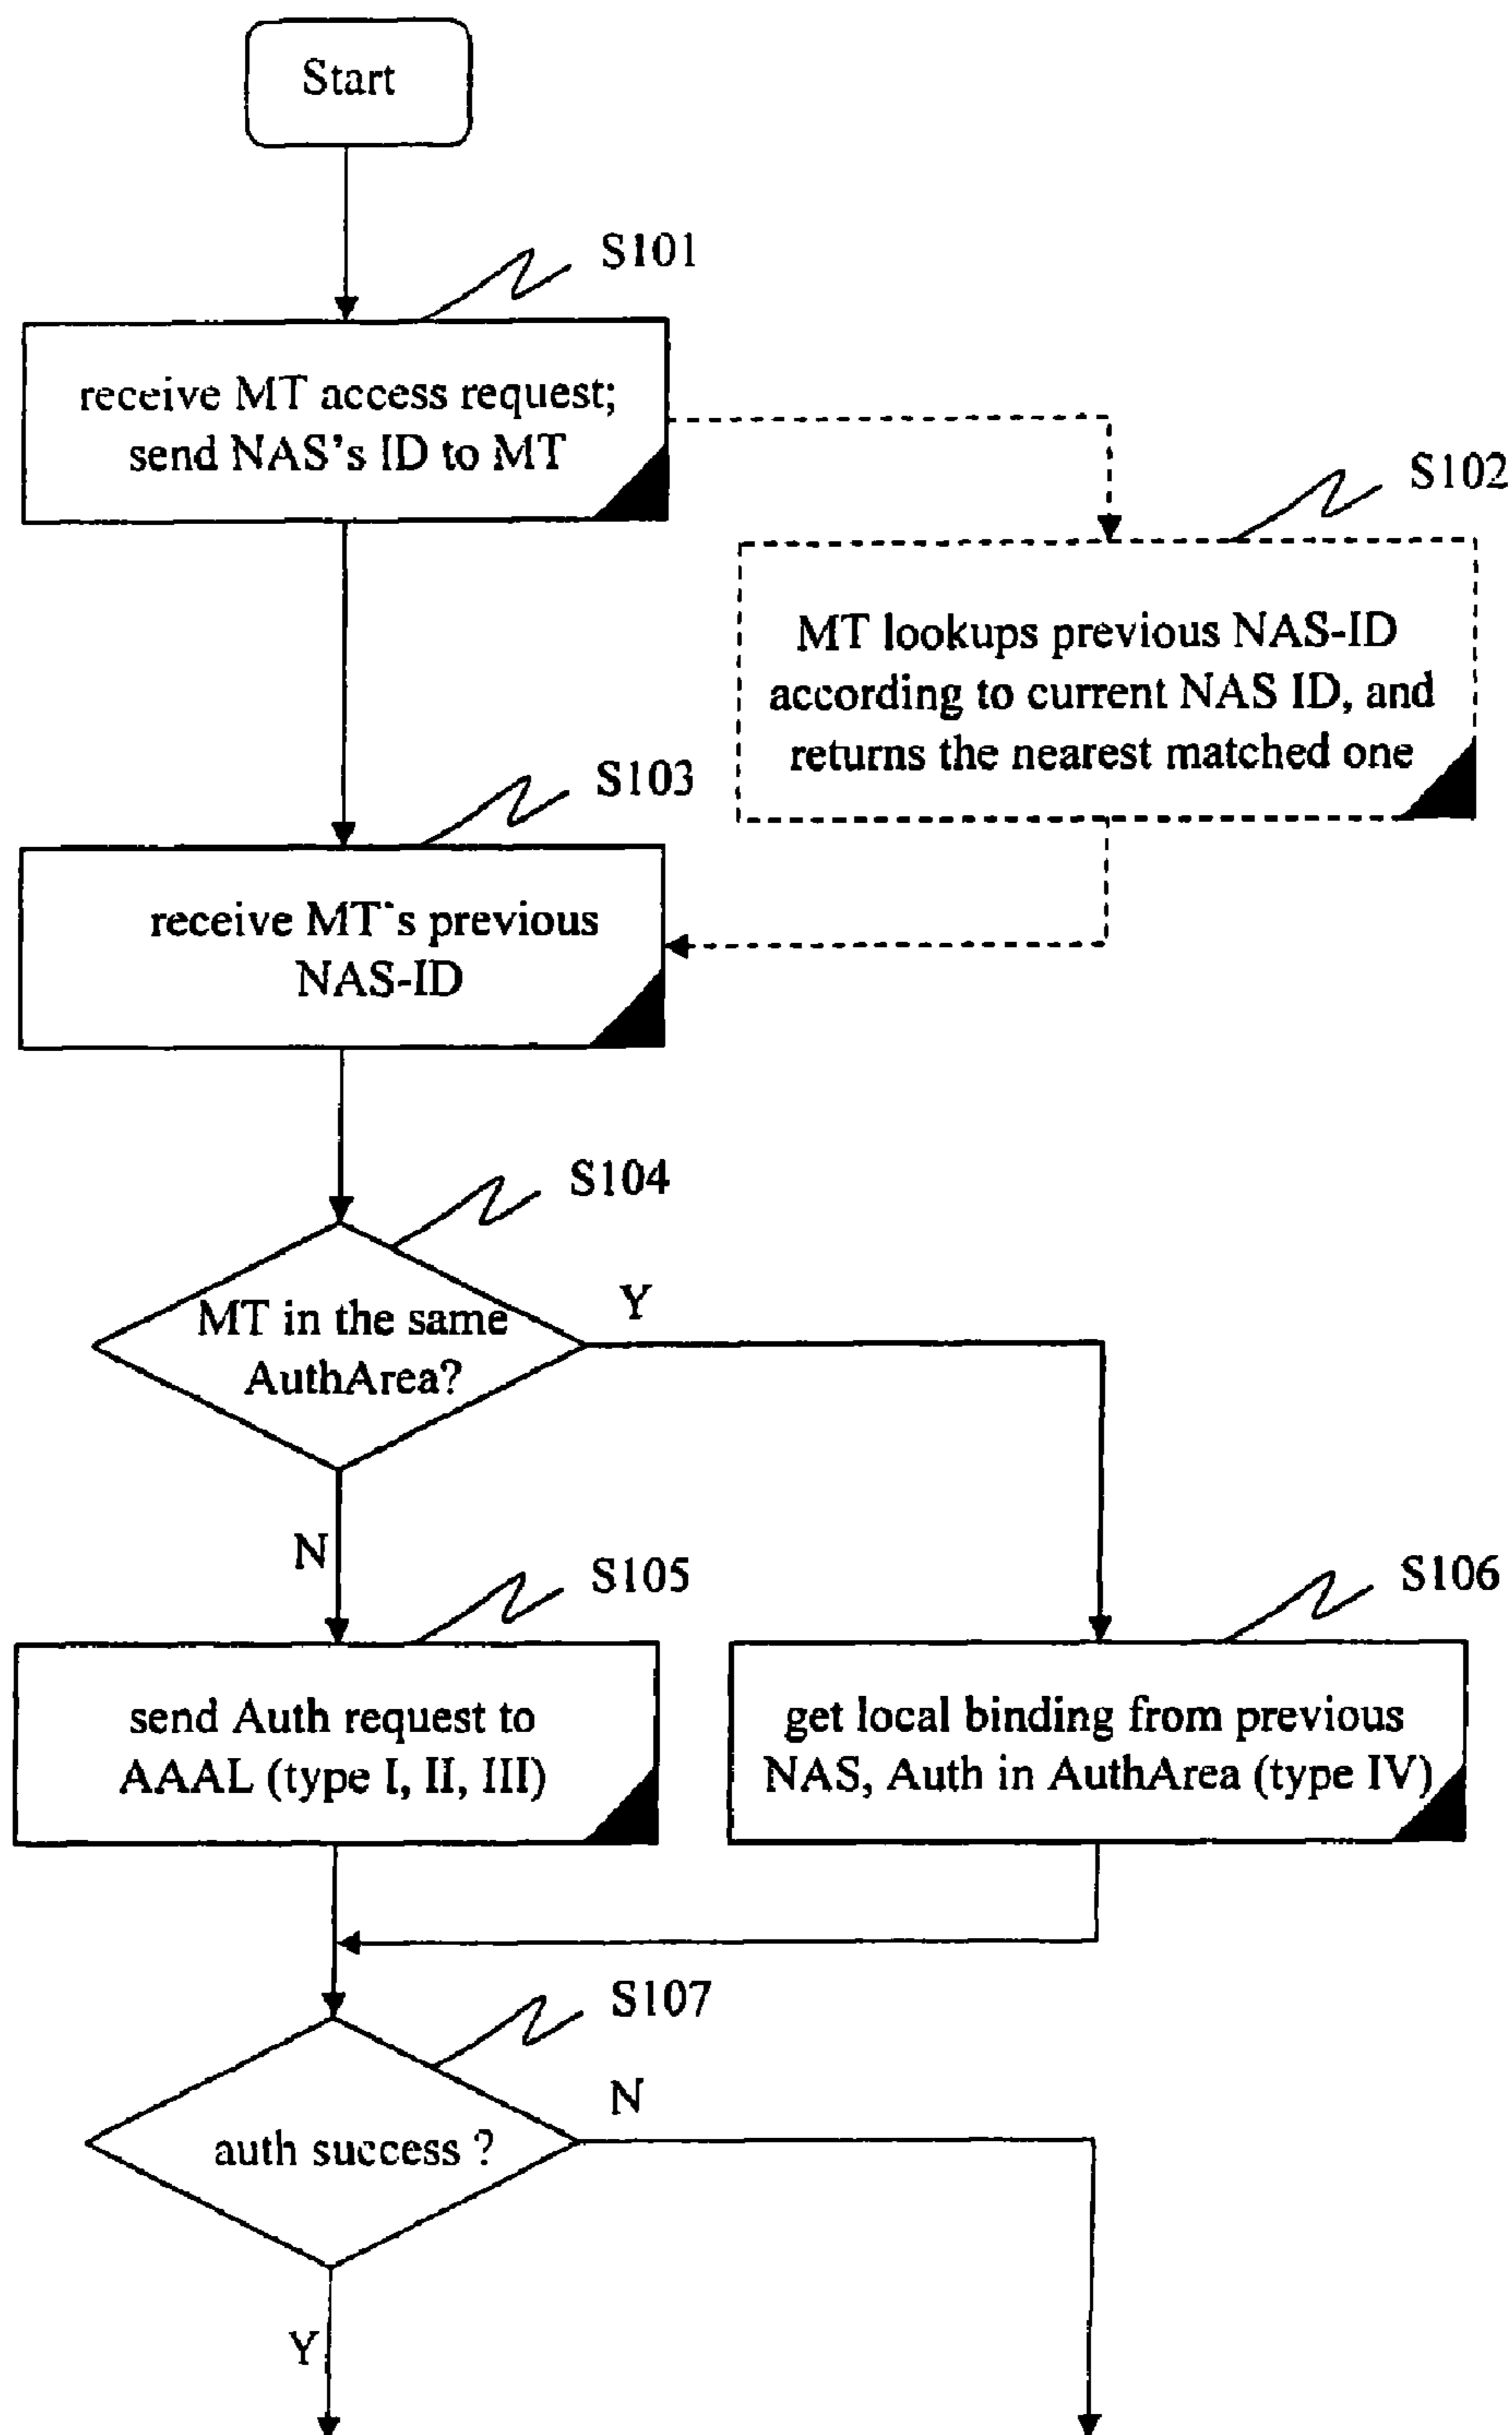 Start
S101
receive MT access request;
send NAS's ID to MT
S102
MT lookups previous NAS-ID
according to current NAS ID, and
returns the nearest matched one
S103
receive MT's previous
NAS-ID
S104
MT in the same
AuthArea?
Y
N
S105
send Auth request to
AAAL (type I, II, III)
S106
get local binding from previous
NAS, Auth in AuthArea (type IV)
S107
auth success ?
N
Y